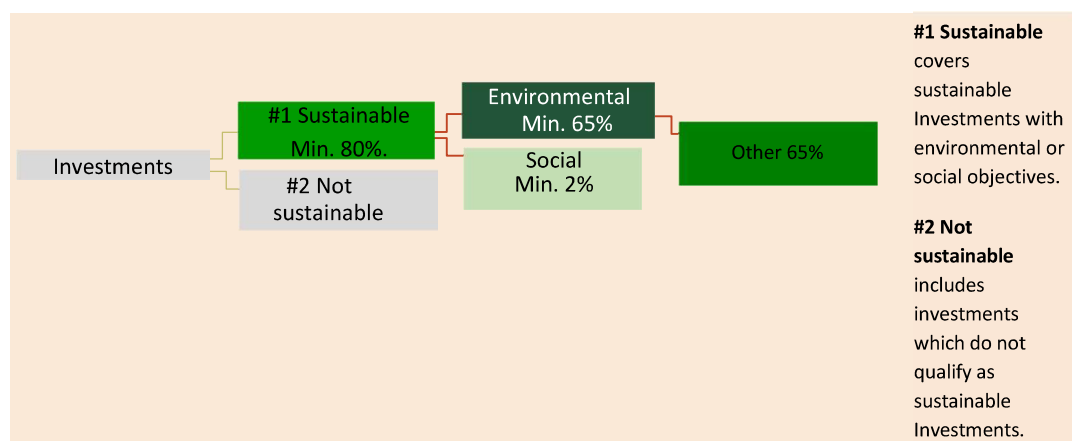 Investments
#1 Sustainable
Min. 80%.
#2 Not
sustainable
Environmental
Min. 65%
Social
Min. 2%
Other 65%
#1 Sustainable
covers
sustainable
Investments with
environmental or
social objectives.
#2 Not
sustainable
includes
investments
which do not
qualify as
sustainable
Investments.